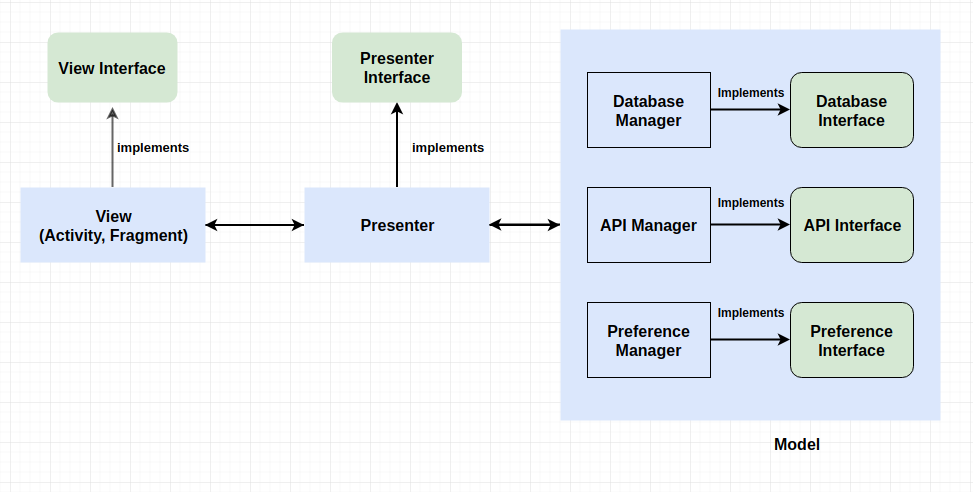 View Interface
Presenter
Interface
implements
implements
View
(Activity, Fragment)
Presenter
Database
Manager
Implements
Database
Interface
API Manager
Implements
API Interface
Preference
Manager
Implements
Preference
Interface
Model